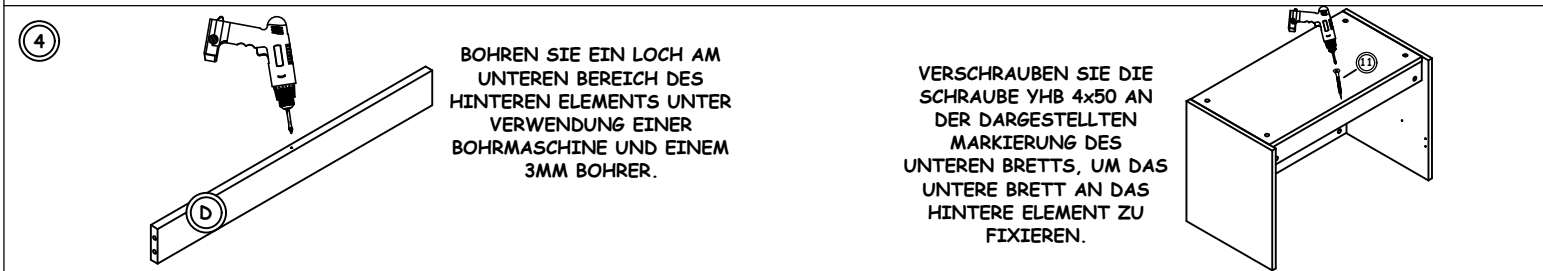 4
BOHREN SIE EIN LOCH AM
UNTEREN BEREICH DES
HINTEREN ELEMENTS UNTER
VERWENDUNG EINER
BOHRMASCHINE UND EINEM
3MM BOHRER.
D
VERSCHRAUBEN SIE DIE
SCHRAUBE YHB 4x50 AN
DER DARGESTELLTEN
MARKIERUNG DES
UNTEREN BRETTS, UM DAS
UNTERE BRETT AN DAS
HINTERE ELEMENT ZU
FIXIEREN.
11